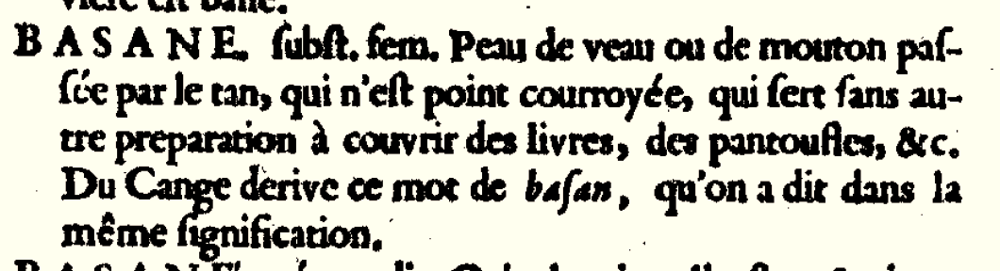 BASANE. ſubſt. fem. Peau de veau ou de mouton paſ-
ſée par le tan, qui n'eſt point courroyée, qui ſert ſans au-
tre preparation à couvrir des livres, des pantoufles, &c.
Du Cange derive ce mot de baſan, qu'on a dit dans la
même ſignification.